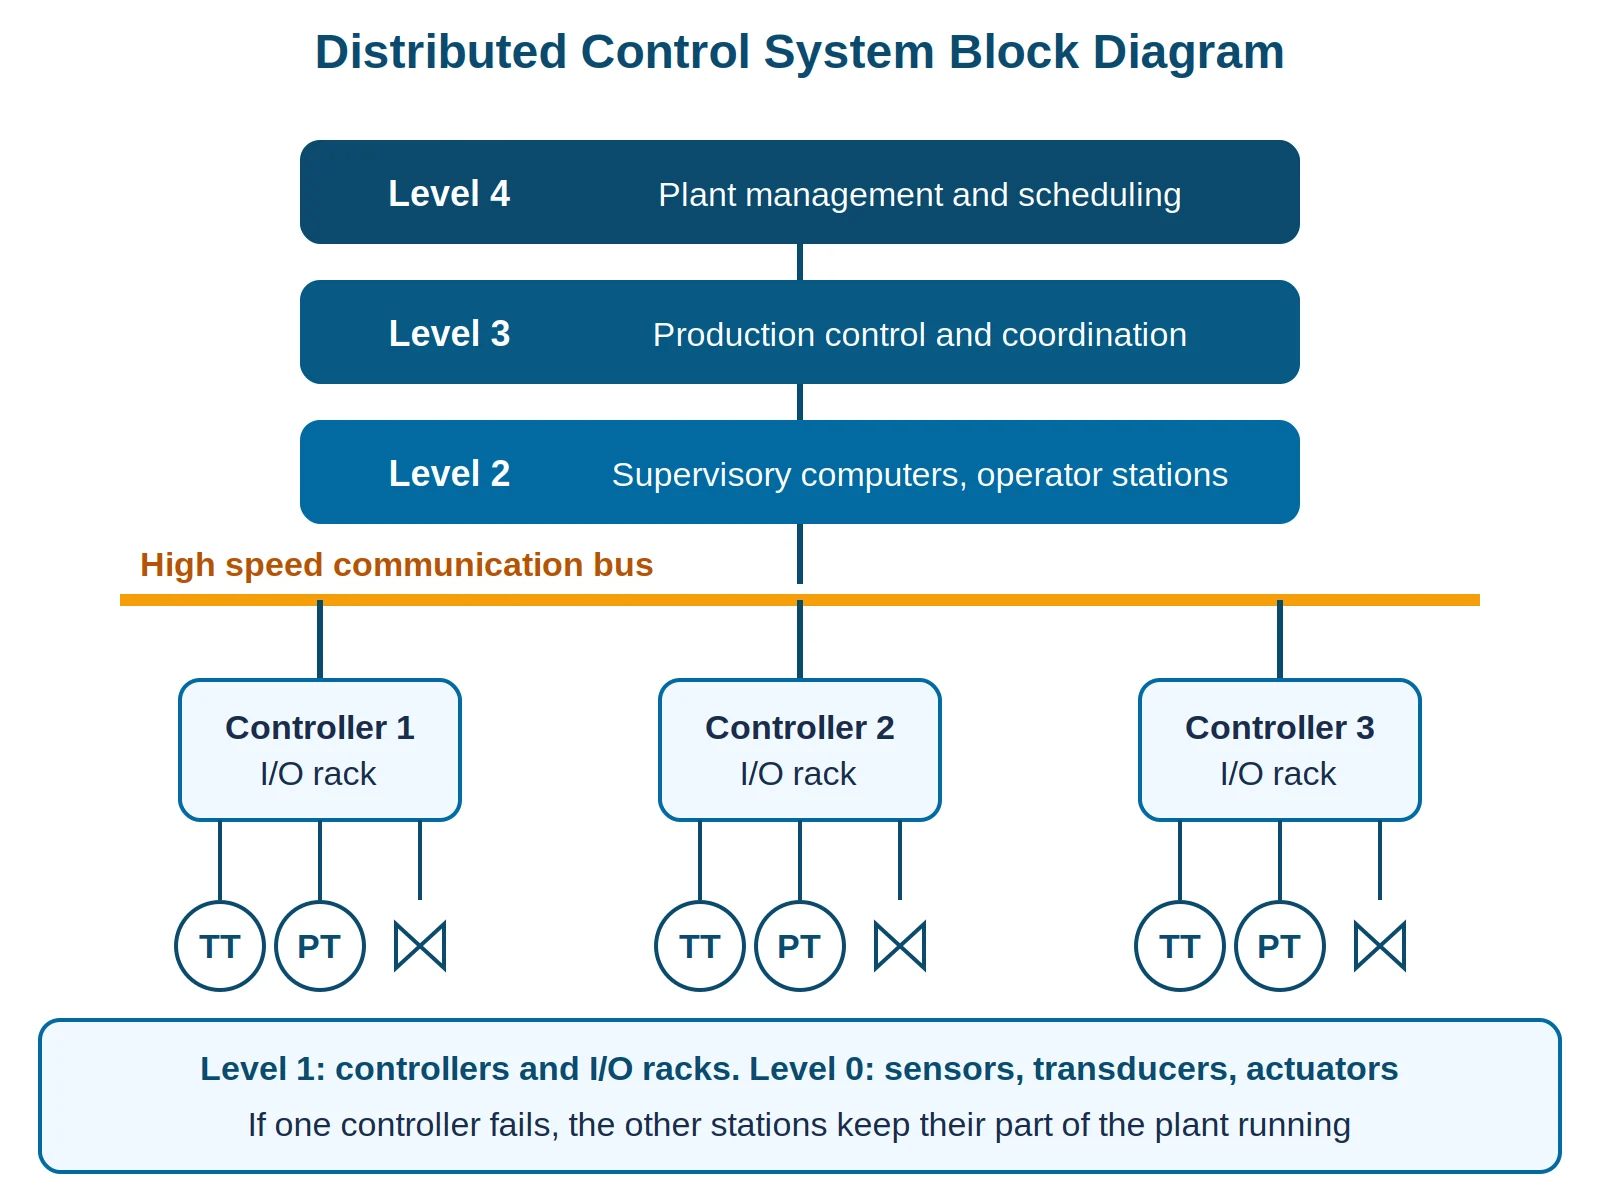 Distributed Control System Block Diagram
Level 4 Plant management and scheduling
Level 3 Production control and coordination
Level 2 Supervisory computers, operator stations
High speed communication bus
Controller 1
I/O rack
Controller 2
I/O rack
Controller 3
I/O rack
TT PT
TT PT
TT PT
Level 1: controllers and I/O racks. Level 0: sensors, transducers, actuators
If one controller fails, the other stations keep their part of the plant running